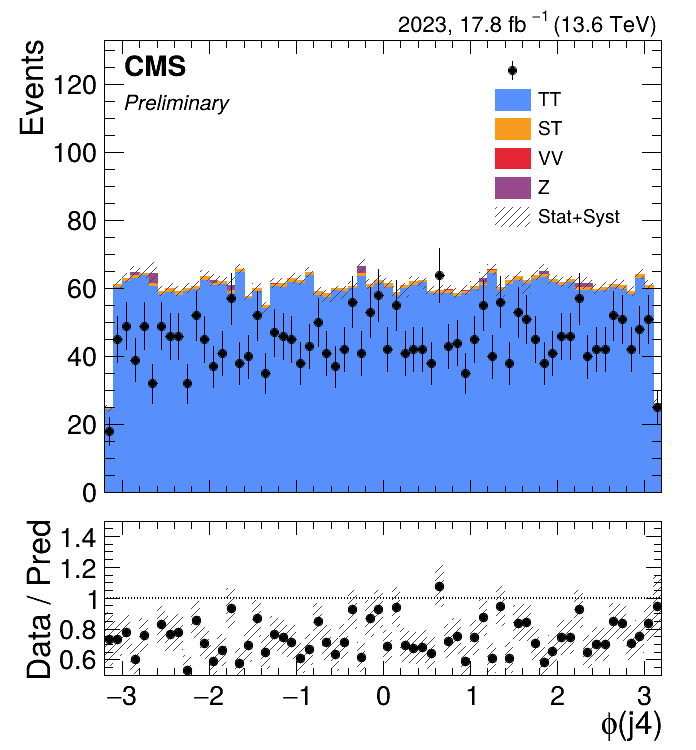 2023, 17.8 fb⁻¹ (13.6 TeV)
Events
CMS
Preliminary
TT
ST
VV
Z
Stat+Syst
120
100
80
60
40
20
0
Data / Pred
1.4
1.2
1
0.8
0.6
−3 −2 −1 0 1 2 3
ϕ(j4)